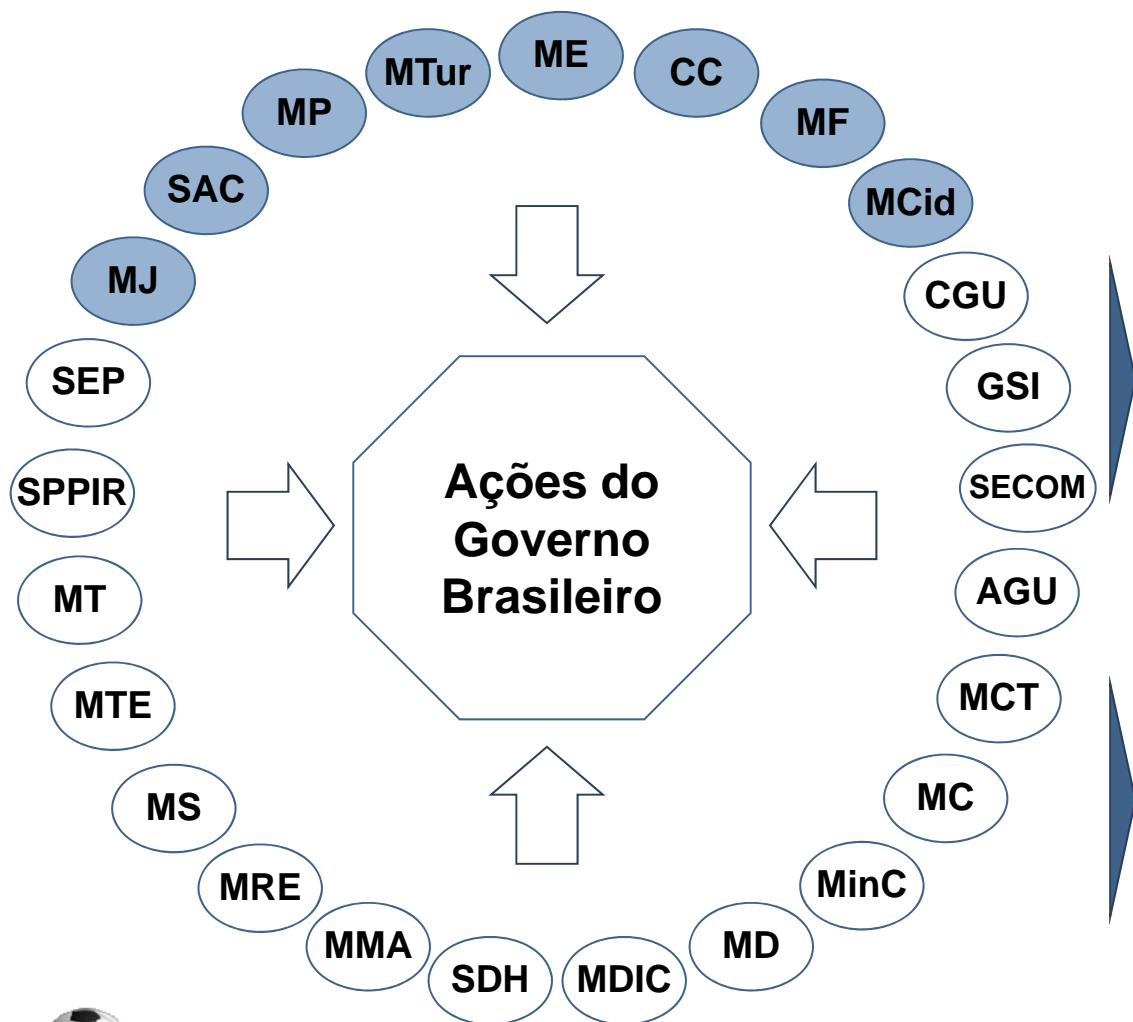 ME
CC
MF
MCid
CGU
GSI
SECOM
AGU
MCT
MC
MinC
MD
MDIC
SDH
MMA
MRE
MS
MTE
MT
SPPIR
SEP
MJ
SAC
MP
MTur
Ações do
Governo
Brasileiro